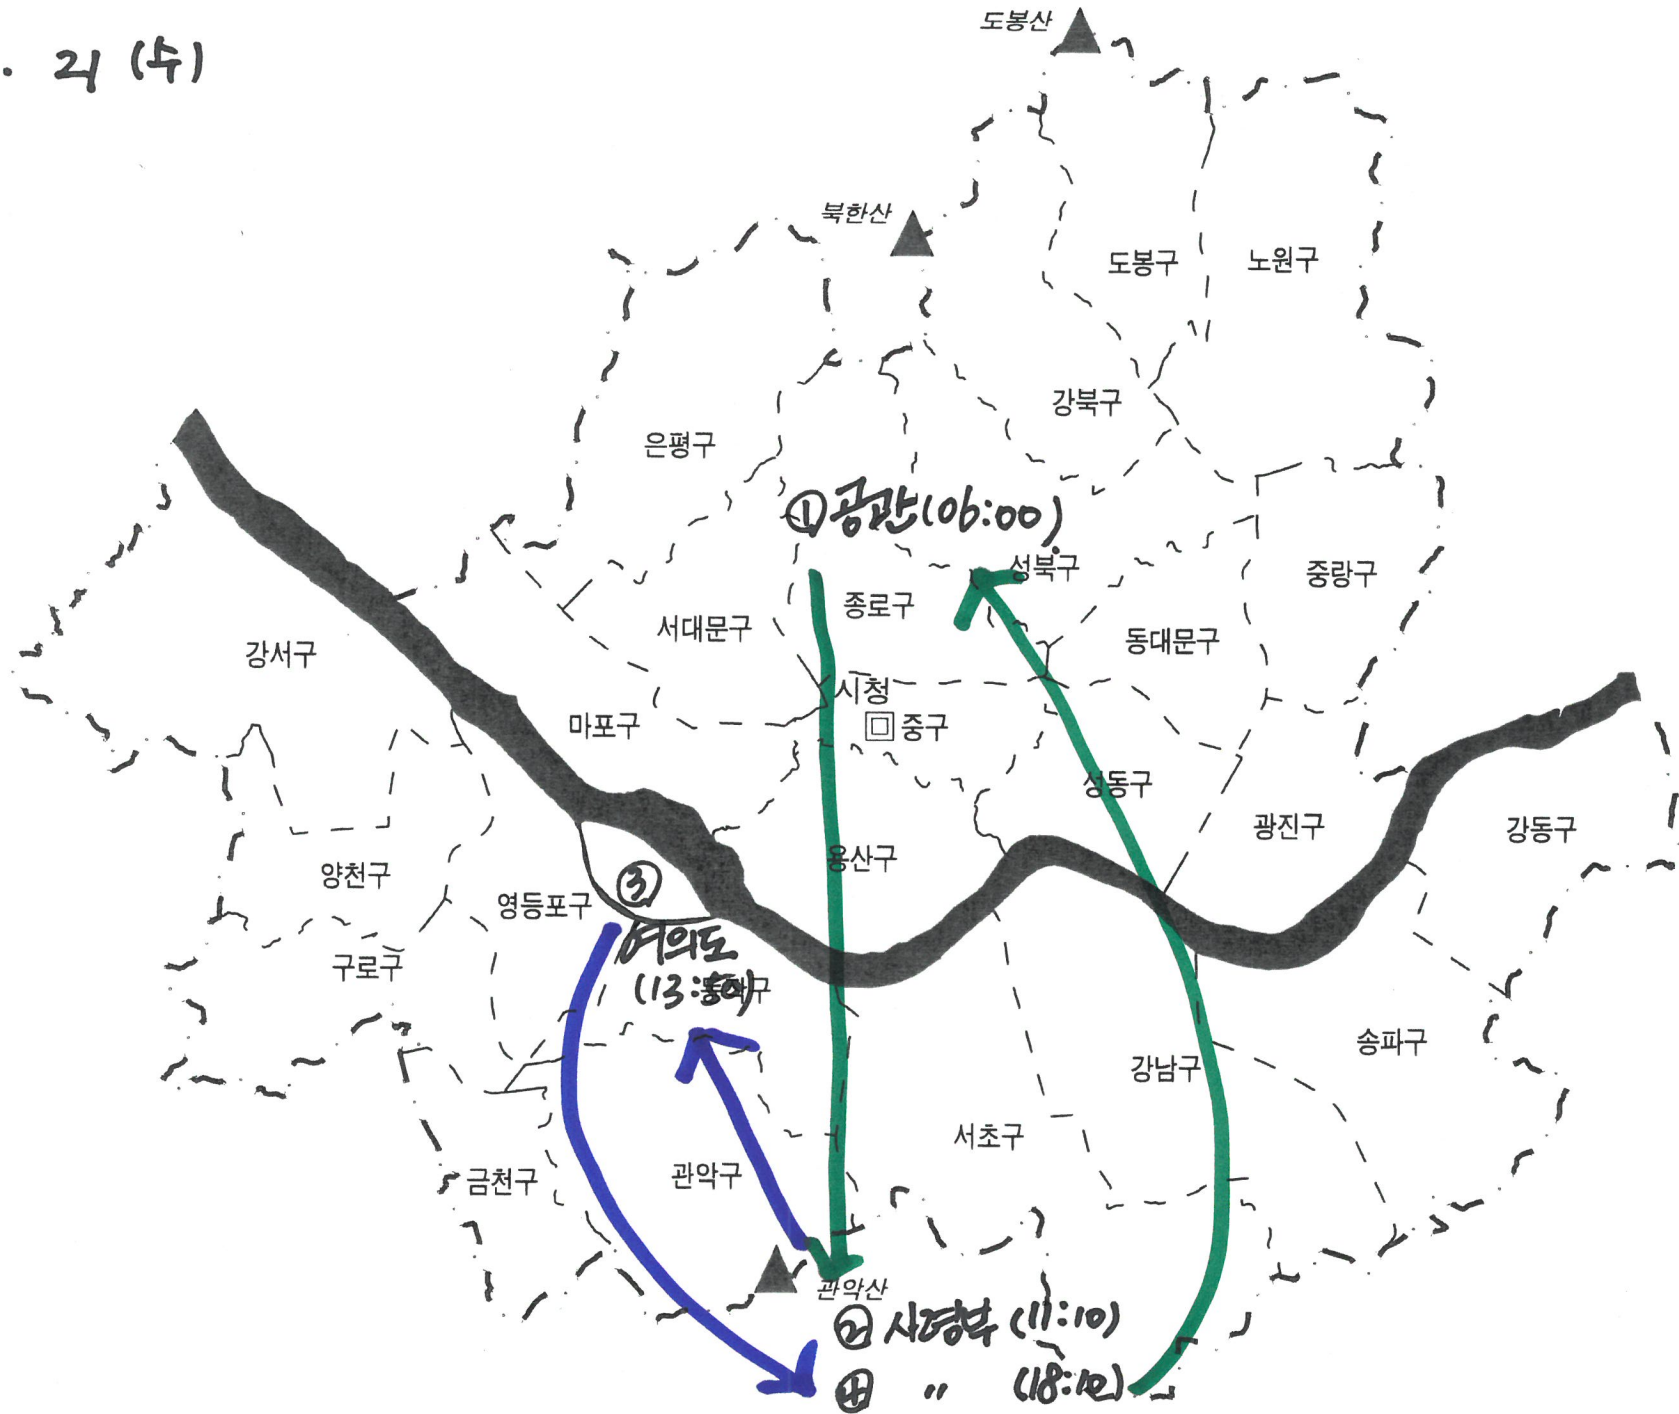 . 21 (수)
도봉산
북한산
도봉구
노원구
강북구
은평구
① 공관(06:00)
성북구
중랑구
종로구
서대문구
동대문구
강서구
시청
마포구
중구
성동구
광진구
강동구
용산구
양천구
③
영등포구
여의도
구로구
(13:
송파구
강남구
서초구
관악구
금천구
관악산
② 사령부 (11:10)
④ " (18:10)